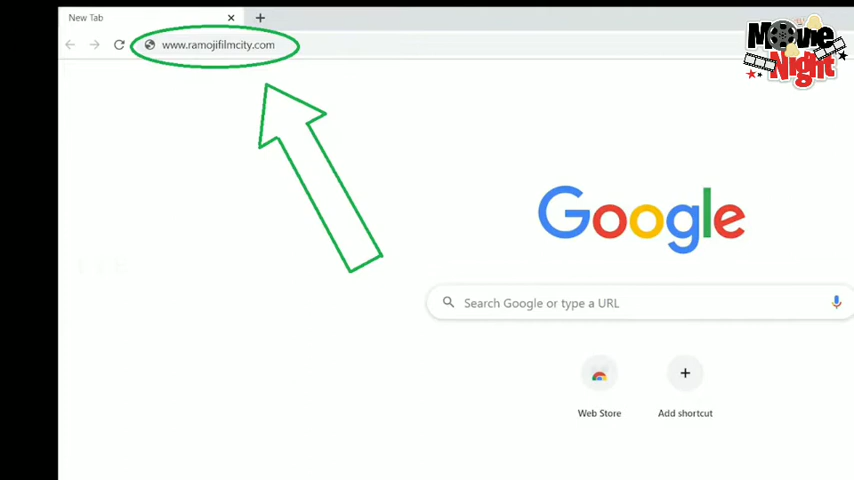 New Tab
www.ramojifilmcity.com
Movie
Night
Google
Search Google or type a URL
Web Store
Add shortcut